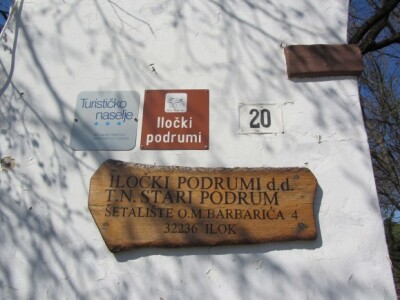 Turističko
naselje
Iločki
podrumi
20
ILOČKI PODRUMI d.d.
T.N. STARI PODRUM
ŠETALIŠTE O.M. BARBARIĆA 4
32236 ILOK